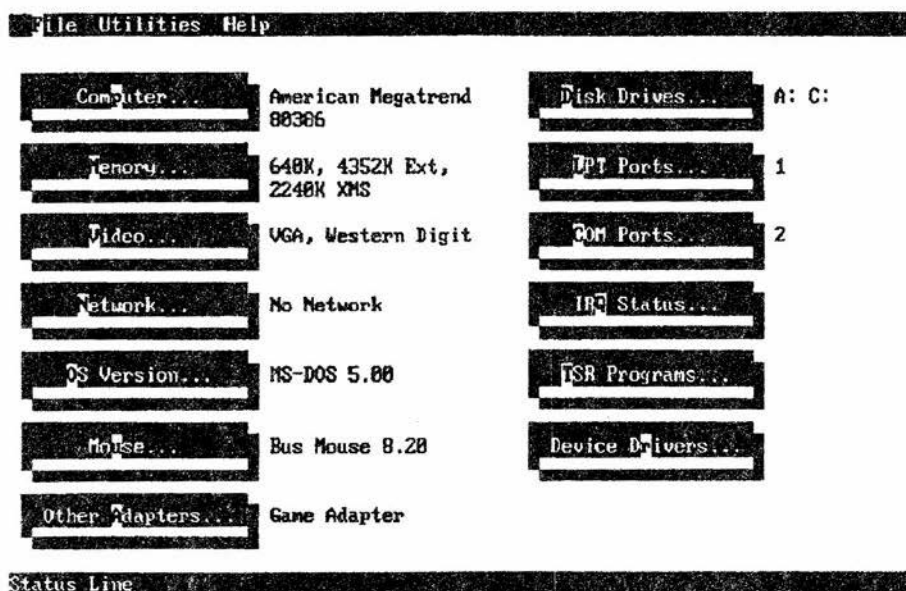 File Utilities Help
Computer... American Megatrend
80386
Memory... 640K, 4352K Ext,
2240K XMS
Video... VGA, Western Digit
Network... No Network
OS Version... MS-DOS 5.00
Mouse... Bus Mouse 8.20
Other Adapters... Game Adapter
Disk Drives... A: C:
LPT Ports... 1
COM Ports... 2
IRQ Status...
TSR Programs...
Device Drivers...
Status Line